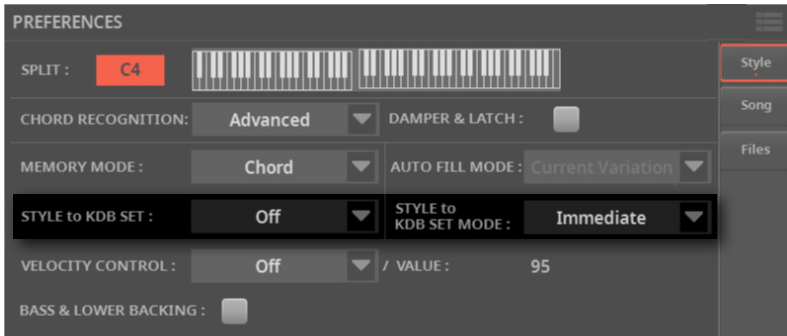 PREFERENCES
SPLIT : C4
Style
Song
Files
CHORD RECOGNITION: Advanced DAMPER & LATCH :
MEMORY MODE : Chord AUTO FILL MODE : Current Variation
STYLE to KDB SET : Off STYLE to
KDB SET MODE : Immediate
VELOCITY CONTROL : Off / VALUE : 95
BASS & LOWER BACKING :